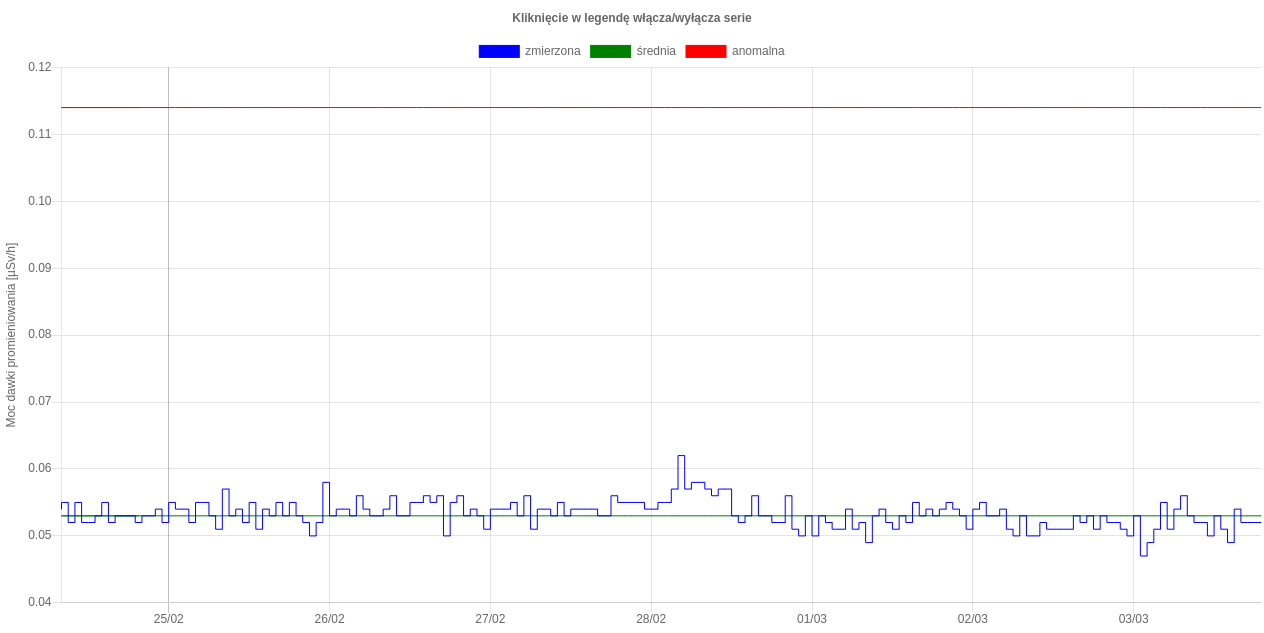 Kliknięcie w legendę włącza/wyłącza serie
zmierzona średnia anomalna
Moc dawki promieniowania [µSv/h]
0.12
0.11
0.10
0.09
0.08
0.07
0.06
0.05
0.04
25/02 26/02 27/02 28/02 01/03 02/03 03/03